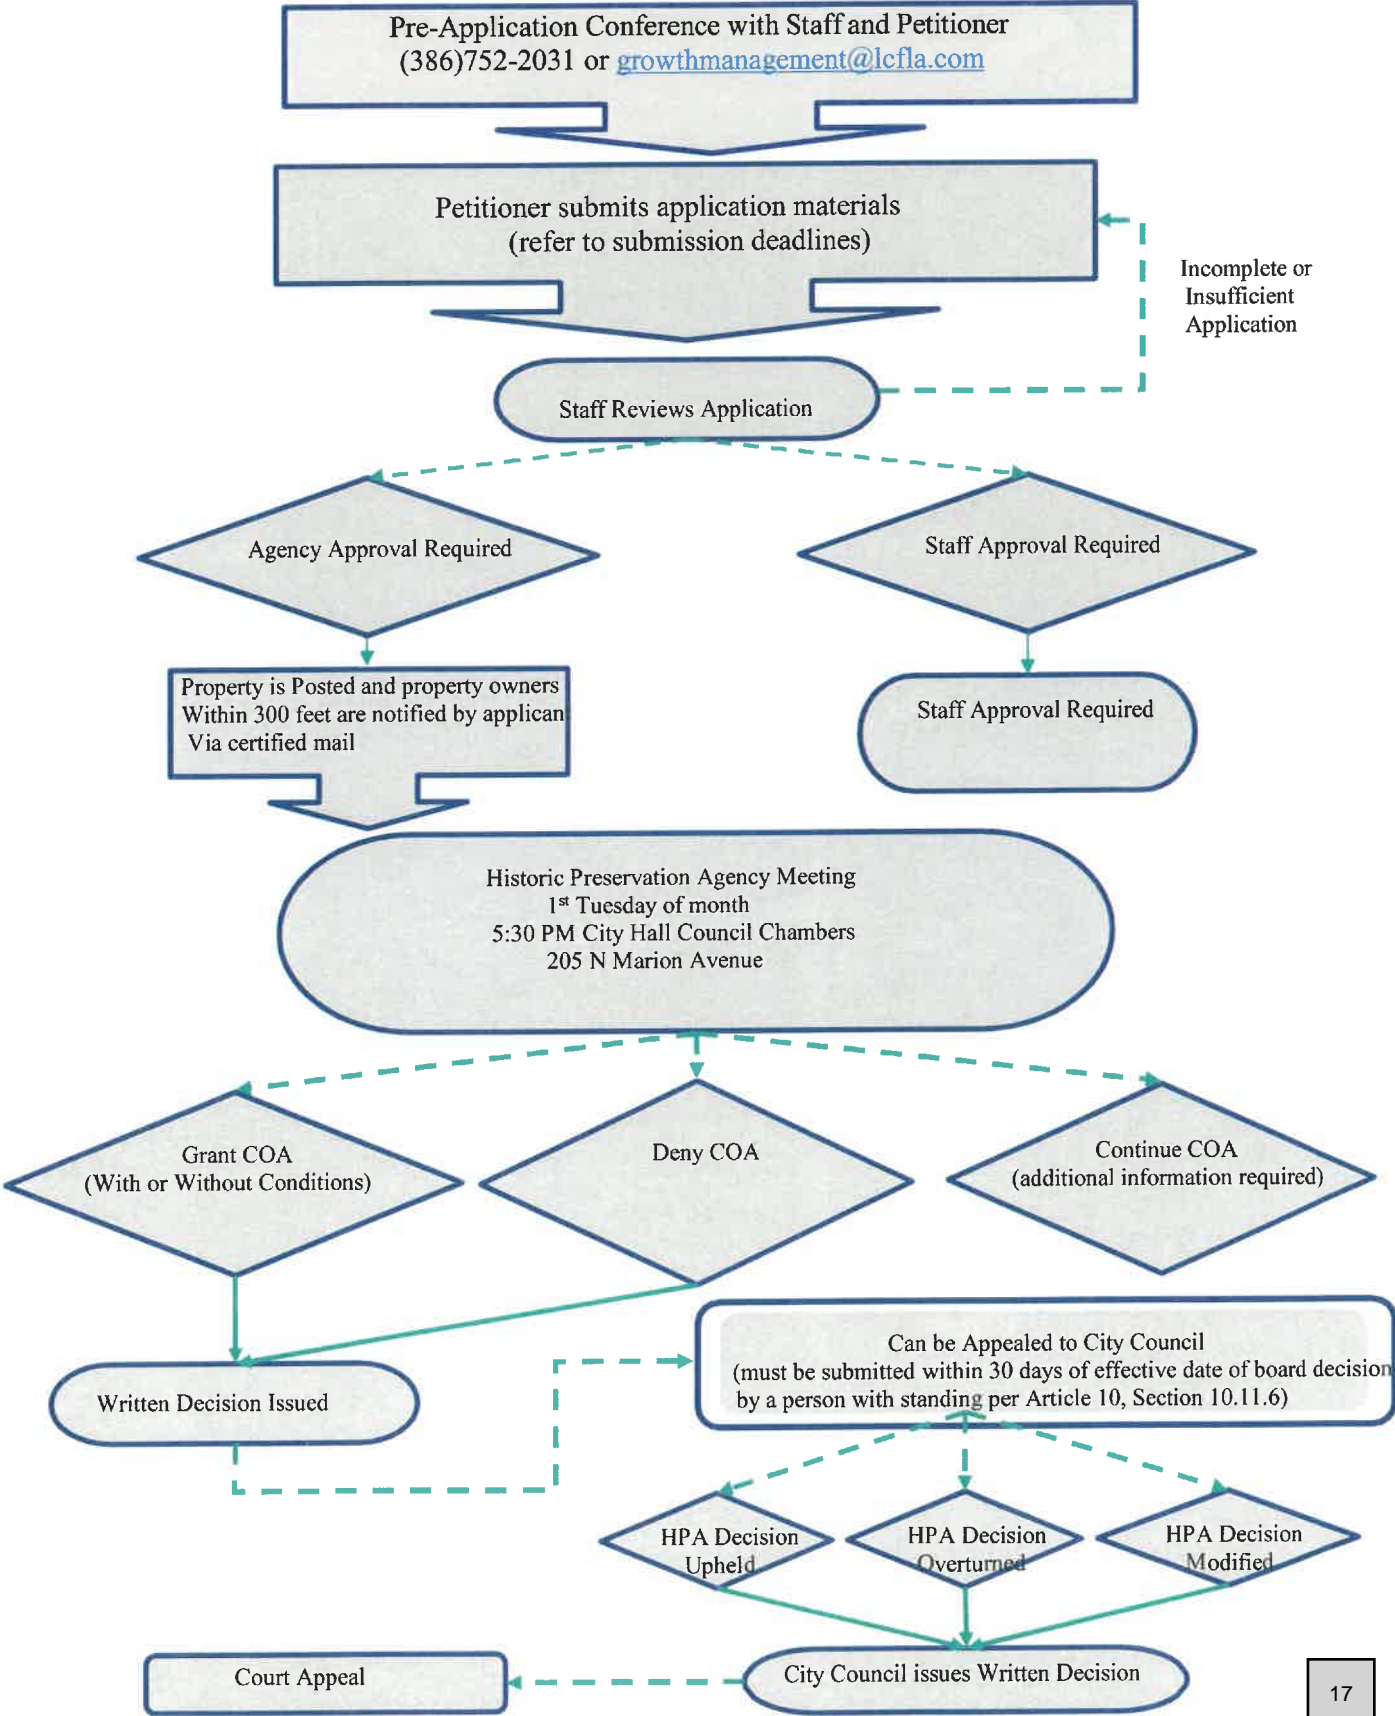 Pre-Application Conference with Staff and Petitioner
(386)752-2031 or growthmanagement@lcfla.com
Petitioner submits application materials
(refer to submission deadlines)
Incomplete or
Insufficient
Application
Staff Reviews Application
Agency Approval Required
Staff Approval Required
Property is Posted and property owners
Within 300 feet are notified by applican
Via certified mail
Staff Approval Required
Historic Preservation Agency Meeting
1st Tuesday of month
5:30 PM City Hall Council Chambers
205 N Marion Avenue
Grant COA
(With or Without Conditions)
Deny COA
Continue COA
(additional information required)
Can be Appealed to City Council
(must be submitted within 30 days of effective date of board decision
by a person with standing per Article 10, Section 10.11.6)
Written Decision Issued
HPA Decision
Upheld
HPA Decision
Overturned
HPA Decision
Modified
Court Appeal
City Council issues Written Decision
17